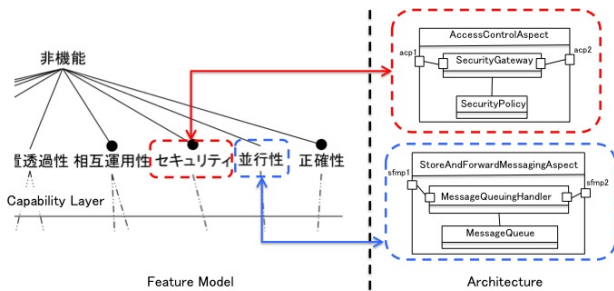 非機能
置透過性 相互運用性 セキュリティ 並行性 正確性
Capability Layer
Feature Model
AccessControlAspect
acp1
acp2
SecurityGateway
SecurityPolicy
StoreAndForwardMessagingAspect
sfmp1
sfmp2
MessageQueuingHandler
MessageQueue
Architecture